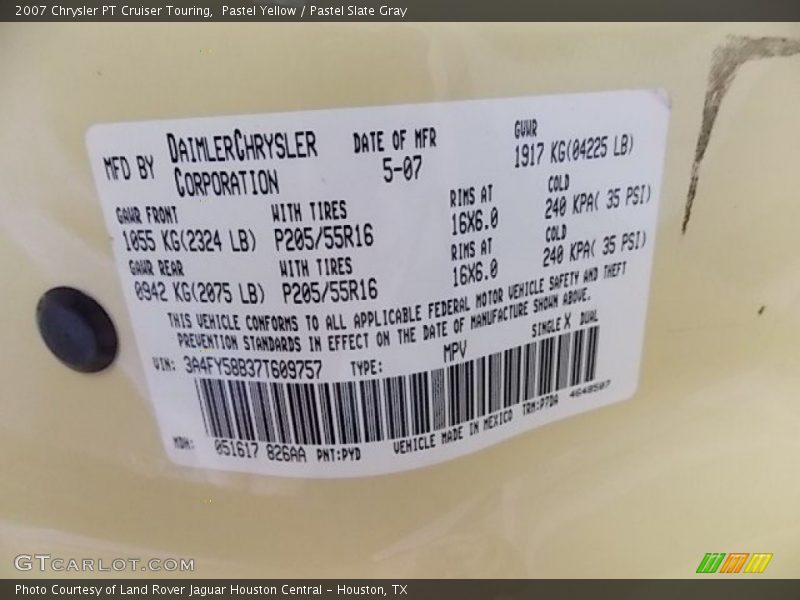 2007 Chrysler PT Cruiser Touring,  Pastel Yellow / Pastel Slate Gray
MFD BY DAIMLERCHRYSLER CORPORATION
DATE OF MFR 5-07
GVWR 1917 KG(04225 LB)
GAWR FRONT WITH TIRES RIMS AT COLD
1055 KG(2324 LB) P205/55R16 16X6.0 240 KPA( 35 PSI)
GAWR REAR WITH TIRES RIMS AT COLD
0942 KG(2075 LB) P205/55R16 16X6.0 240 KPA( 35 PSI)
THIS VEHICLE CONFORMS TO ALL APPLICABLE FEDERAL MOTOR VEHICLE SAFETY AND THEFT
PREVENTION STANDARDS IN EFFECT ON THE DATE OF MANUFACTURE SHOWN ABOVE.
VIN: 3A4FY58B37T609757 TYPE: MPV SINGLE X DUAL
MDH: 051617 826AA PNT:PYD VEHICLE MADE IN MEXICO TRM:P7DA 4648507
GTCARLOT.COM
Photo Courtesy of Land Rover Jaguar Houston Central - Houston, TX